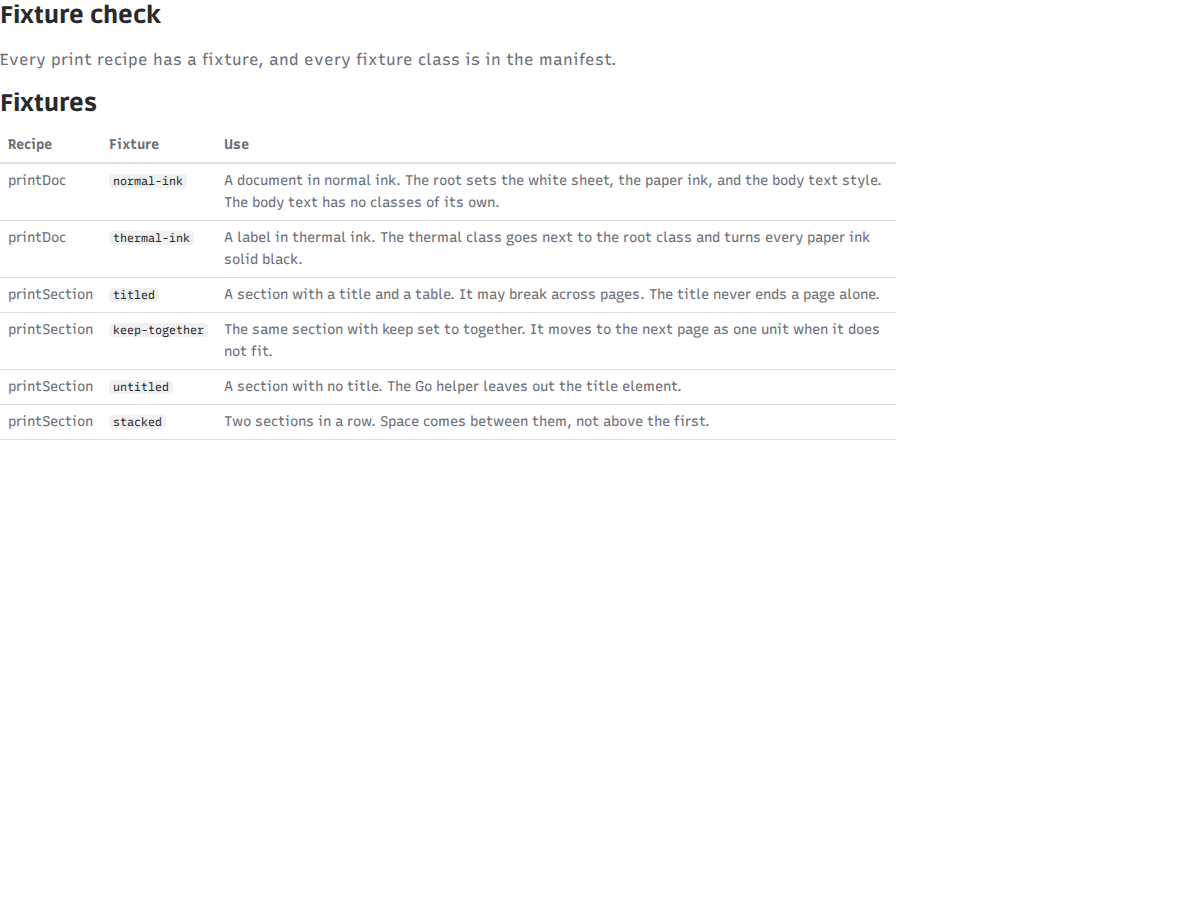 Fixture check
Every print recipe has a fixture, and every fixture class is in the manifest.
Fixtures
Recipe Fixture Use
printDoc normal-ink A document in normal ink. The root sets the white sheet, the paper ink, and the body text style.
The body text has no classes of its own.
printDoc thermal-ink A label in thermal ink. The thermal class goes next to the root class and turns every paper ink
solid black.
printSection titled A section with a title and a table. It may break across pages. The title never ends a page alone.
printSection keep-together The same section with keep set to together. It moves to the next page as one unit when it does
not fit.
printSection untitled A section with no title. The Go helper leaves out the title element.
printSection stacked Two sections in a row. Space comes between them, not above the first.